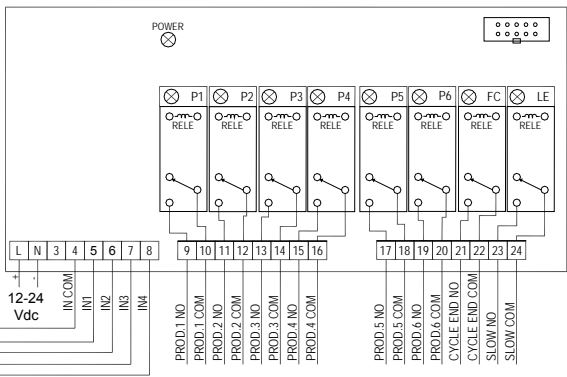 POWER
P1 P2 P3 P4 P5 P6 FC LE
RELE RELE RELE RELE RELE RELE RELE RELE
L N 3 4 5 6 7 8
9 10 11 12 13 14 15 16
17 18 19 20 21 22 23 24
+ -
12-24
Vdc
IN COM
IN1
IN2
IN3
IN4
PROD.1 NO
PROD.1 COM
PROD.2 NO
PROD.2 COM
PROD.3 NO
PROD.3 COM
PROD.4 NO
PROD.4 COM
PROD.5 NO
PROD.5 COM
PROD.6 NO
PROD.6 COM
CYCLE END NO
CYCLE END COM
SLOW NO
SLOW COM